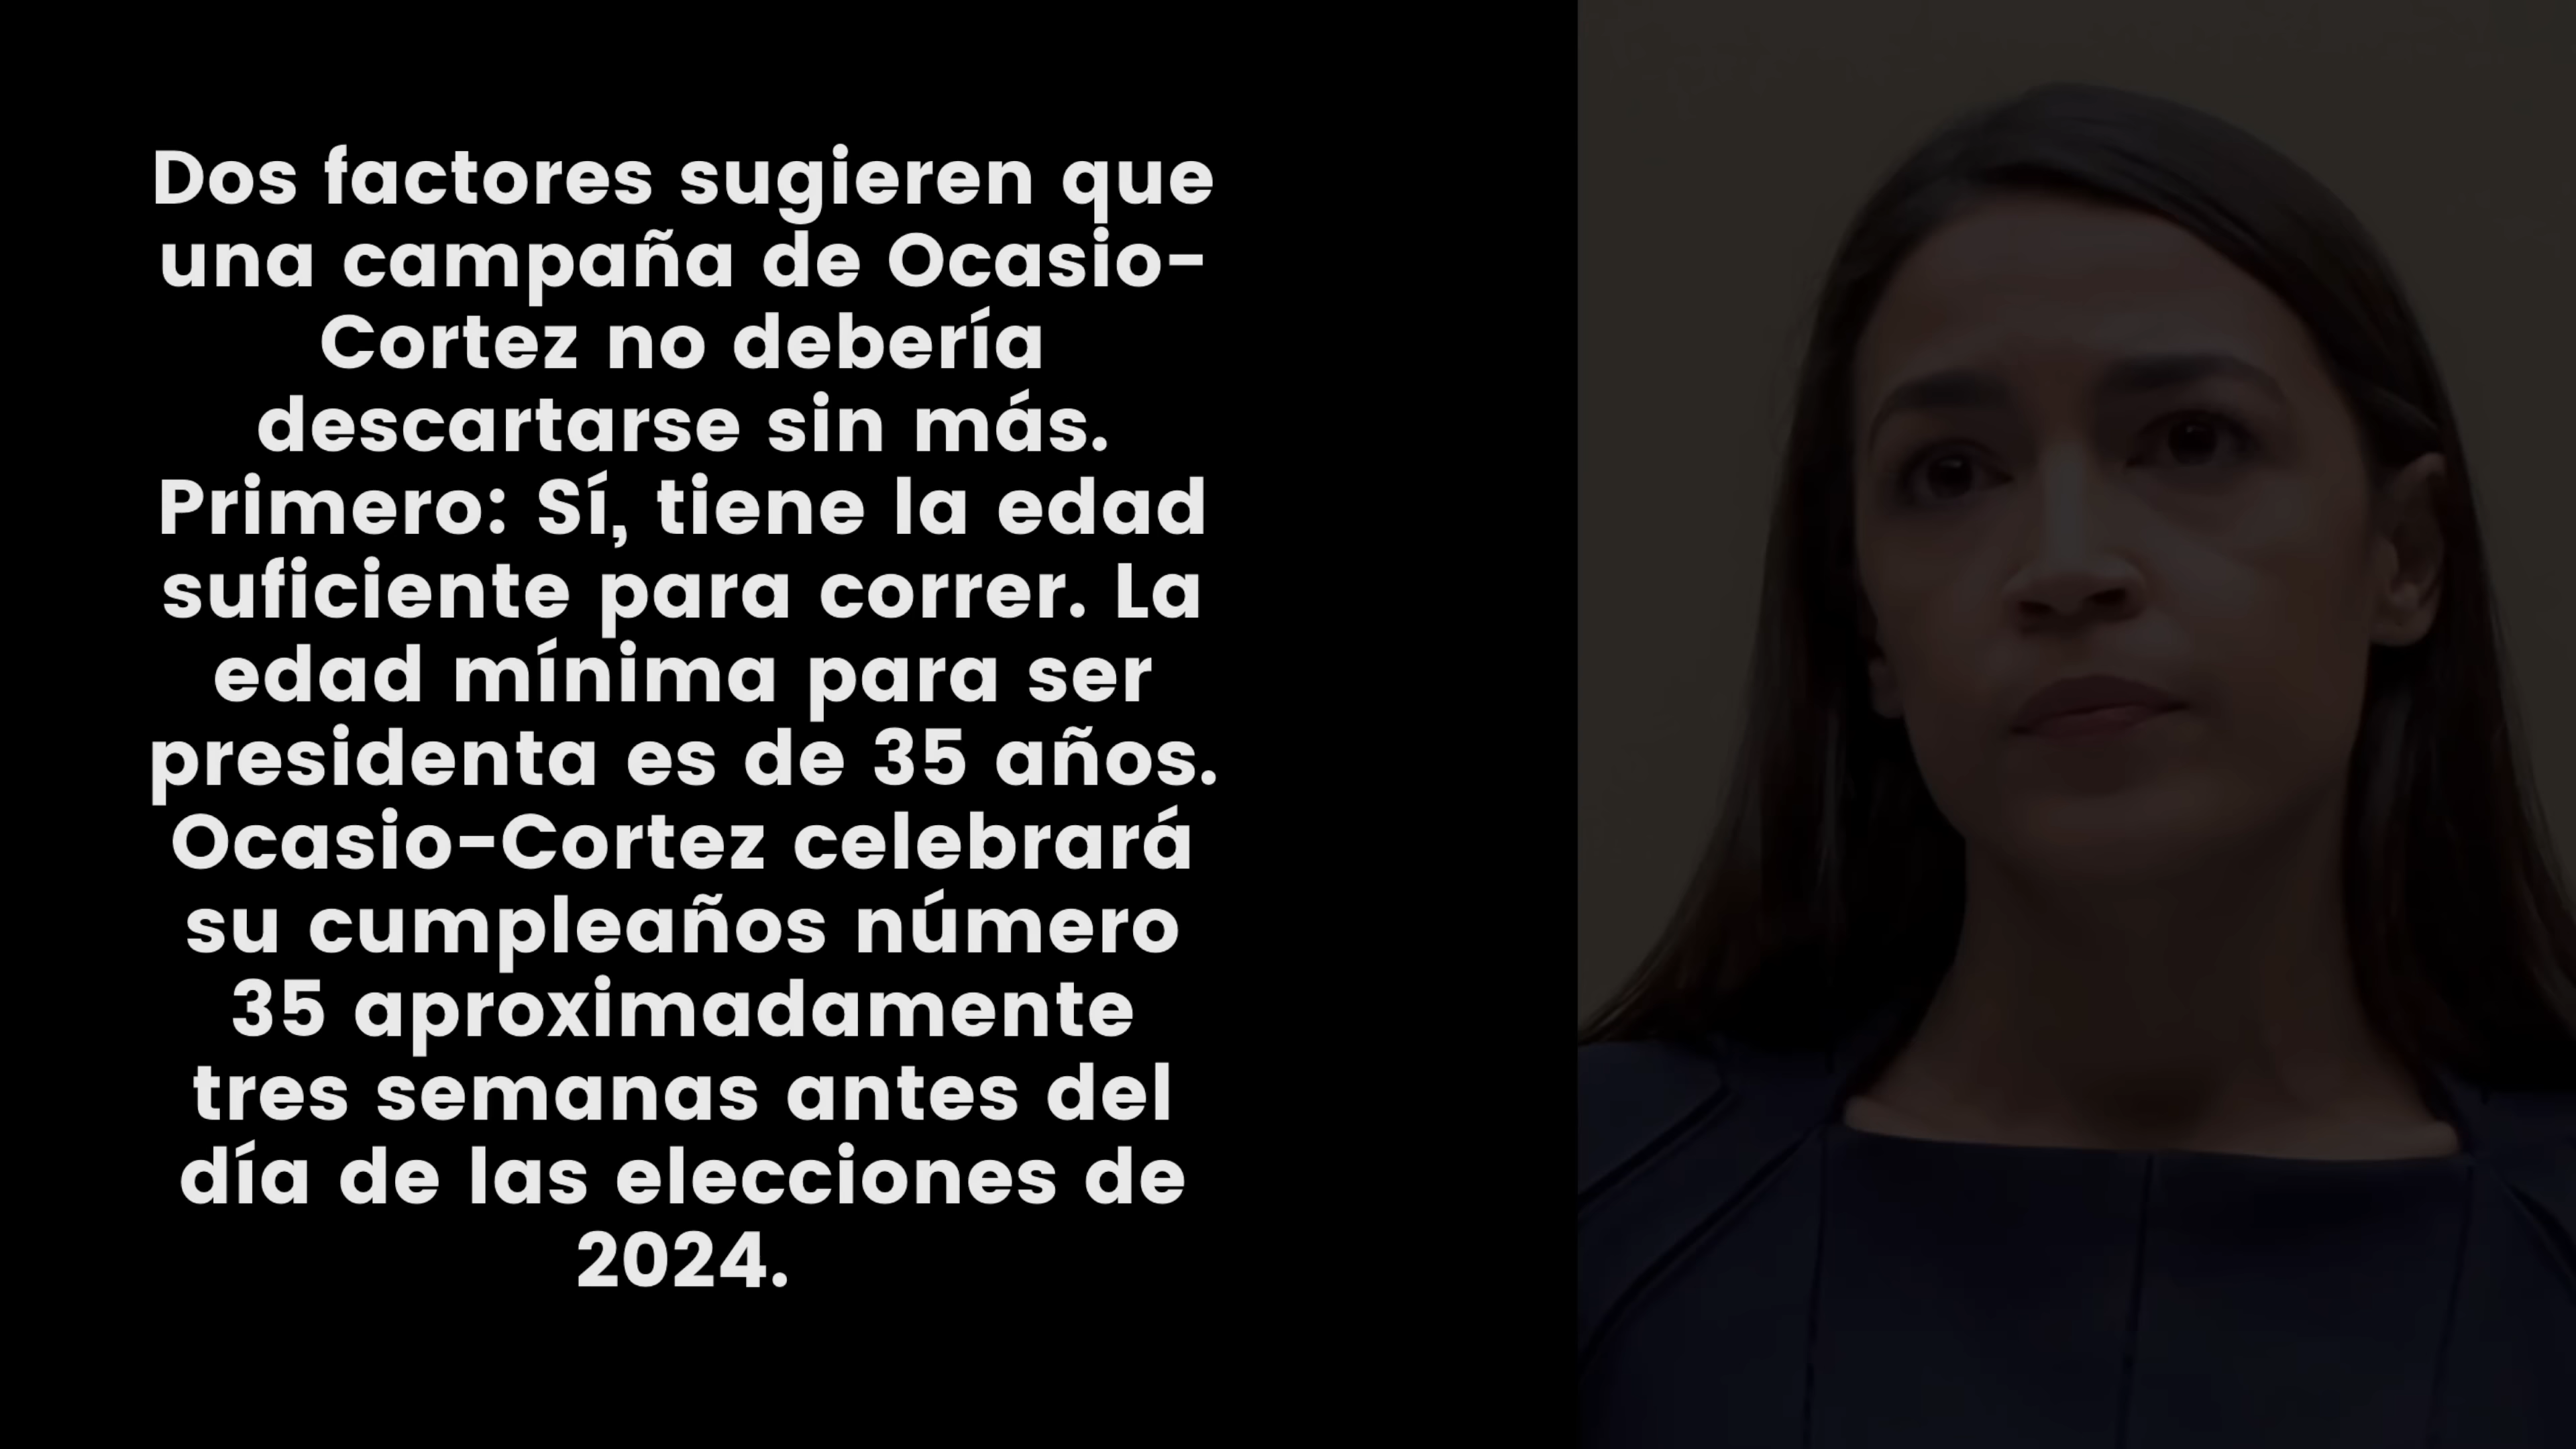 Dos factores sugieren que
una campaña de Ocasio-
Cortez no debería
descartarse sin más.
Primero: Sí, tiene la edad
suficiente para correr. La
edad mínima para ser
presidenta es de 35 años.
Ocasio-Cortez celebrará
su cumpleaños número
35 aproximadamente
tres semanas antes del
día de las elecciones de
2024.